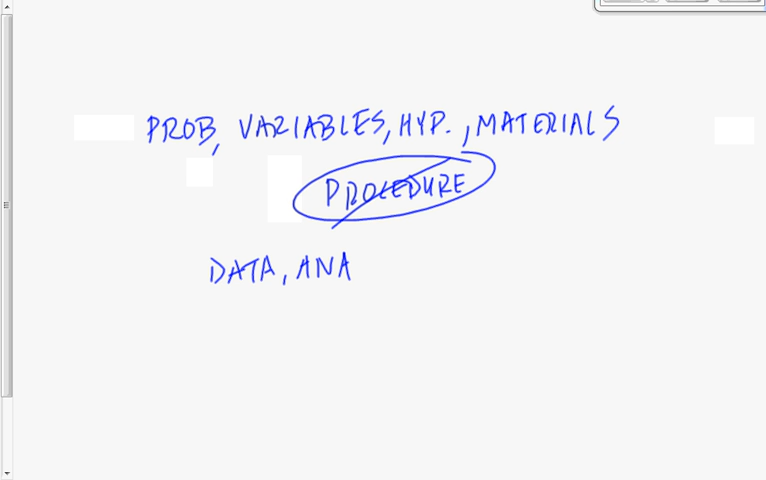 PROB, VARIABLES, HYP., MATERIALS
PROCEDURE
DATA, ANA